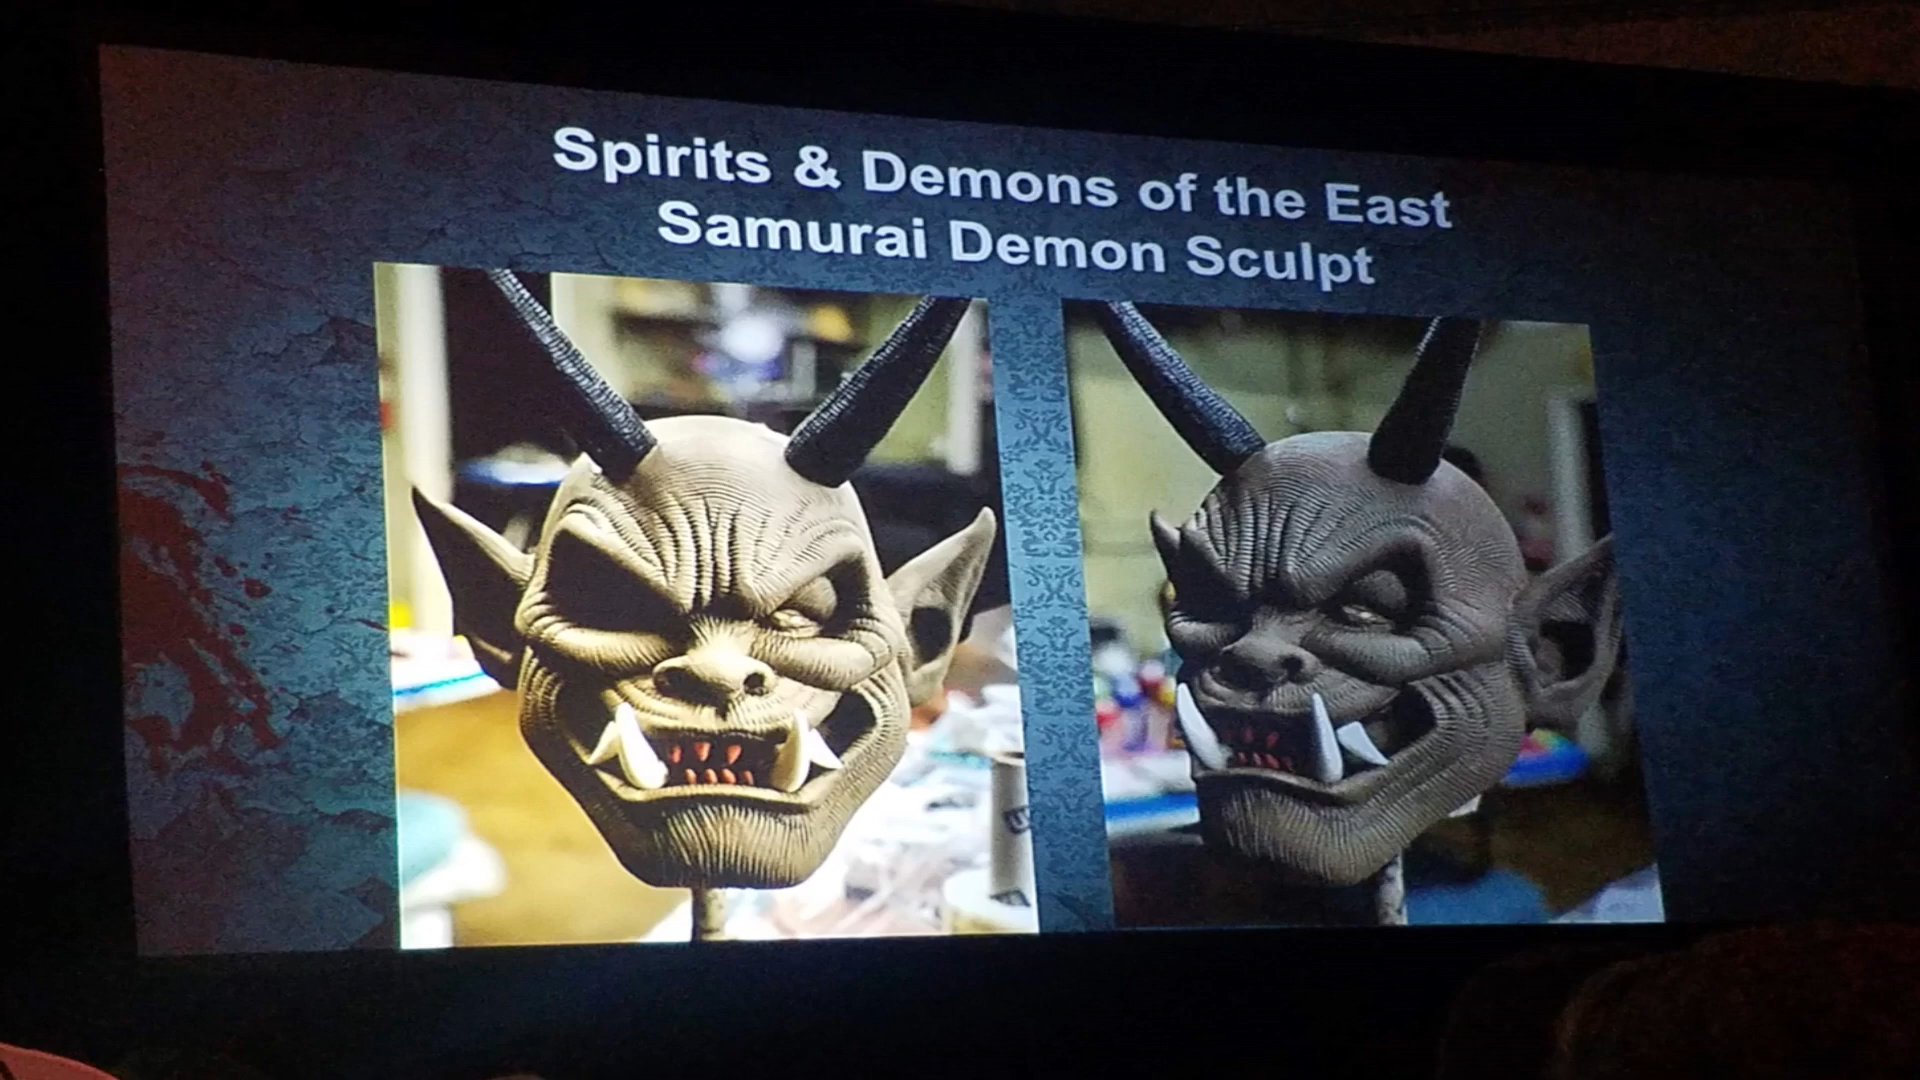 Spirits & Demons of the East
Samurai Demon Sculpt